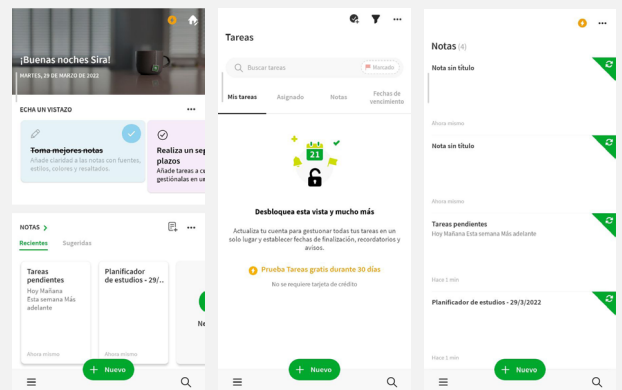 ¡Buenas noches Sira!
MARTES, 29 DE MARZO DE 2022
ECHA UN VISTAZO
Toma mejores notas
Añade claridad a las notas con fuentes,
estilos, colores y resaltados.
Realiza un seg
plazos
Añade tareas a ca
gestiónalas en un
NOTAS
Recientes
Sugeridas
Tareas
pendientes
Hoy Mañana
Esta semana Más
adelante
Ahora mismo
Planificador
de estudios - 29/..
Ahora mismo
Ne
+ Nuevo
Tareas
Buscar tareas
Marcado
Mis tareas
Asignado
Notas
Fechas de
vencimiento
21
Desbloquea esta vista y mucho más
Actualiza tu cuenta para gestuonar todas tus tareas en un
solo lugar y establecer fechas de finalización, recordatorios y
avisos.
Prueba Tareas gratis durante 30 días
No se requiere tarjeta de crédito
+ Nuevo
Notas (4)
Nota sin título
Ahora mismo
Nota sin título
Ahora mismo
Tareas pendientes
Hoy Mañana Esta semana Más adelante
Hace 1 min
Planificador de estudios - 29/3/2022
Hace 1 min
+ Nuevo